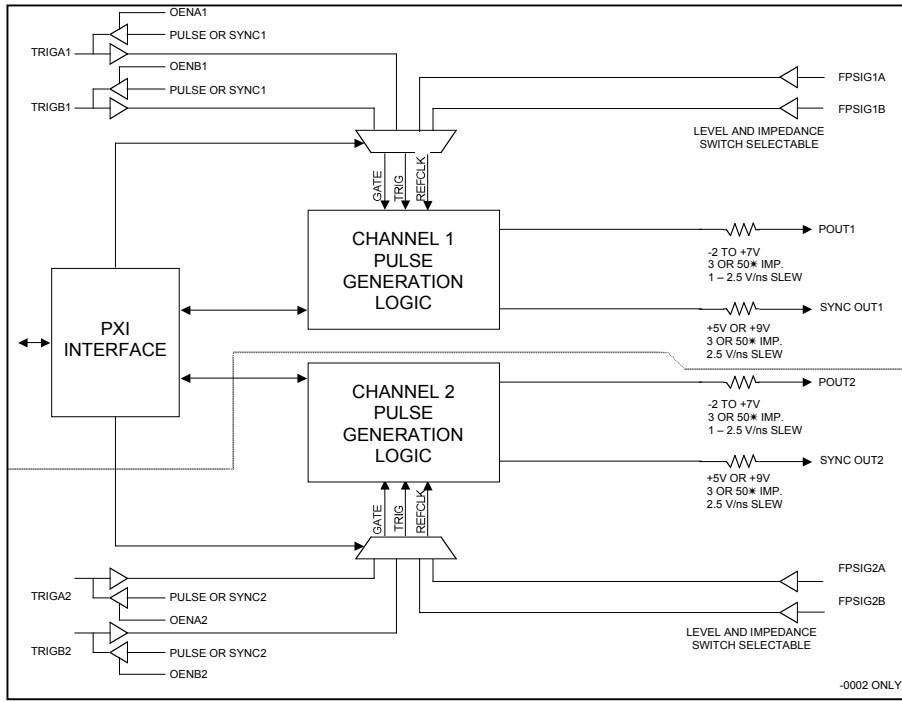 OENA1
PULSE OR SYNC1
TRIGA1
OENB1
PULSE OR SYNC1
TRIGB1
FPSIG1A
FPSIG1B
LEVEL AND IMPEDANCE
SWITCH SELECTABLE
GATE
TRIG
REFCLK
CHANNEL 1
PULSE
GENERATION
LOGIC
POUT1
-2 TO +7V
3 OR 50✷ IMP.
1 – 2.5 V/ns SLEW
SYNC OUT1
+5V OR +9V
3 OR 50✷ IMP.
2.5 V/ns SLEW
PXI
INTERFACE
CHANNEL 2
PULSE
GENERATION
LOGIC
POUT2
-2 TO +7V
3 OR 50✷ IMP.
1 – 2.5 V/ns SLEW
SYNC OUT2
+5V OR +9V
3 OR 50✷ IMP.
2.5 V/ns SLEW
GATE
TRIG
REFCLK
TRIGA2
PULSE OR SYNC2
OENA2
TRIGB2
PULSE OR SYNC2
OENB2
FPSIG2A
FPSIG2B
LEVEL AND IMPEDANCE
SWITCH SELECTABLE
-0002 ONLY